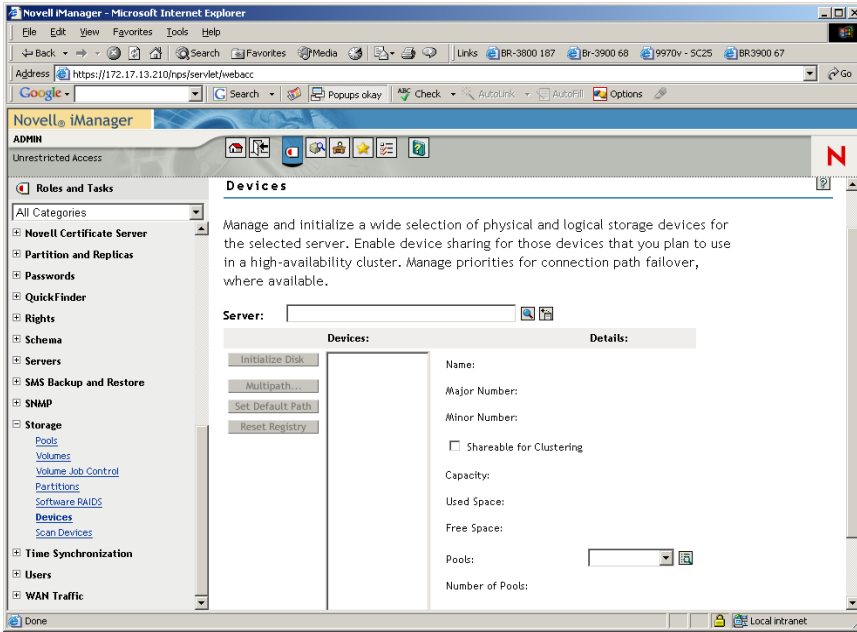 Novell iManager - Microsoft Internet Explorer
File Edit View Favorites Tools Help
Back Search Favorites Media Links BR-3800 187 Br-3900 68 9970v - SC25 BR3900 67
Address https://172.17.13.210/nps/servlet/webacc Go
Google - Search Popups okay ABC Check AutoLink AutoFill Options
Novell® iManager
ADMIN
Unrestricted Access
N
Roles and Tasks
All Categories
Novell Certificate Server
Partition and Replicas
Passwords
QuickFinder
Rights
Schema
Servers
SMS Backup and Restore
SNMP
Storage
Pools
Volumes
Volume Job Control
Partitions
Software RAIDS
Devices
Scan Devices
Time Synchronization
Users
WAN Traffic
Devices
?
Manage and initialize a wide selection of physical and logical storage devices for
the selected server. Enable device sharing for those devices that you plan to use
in a high-availability cluster. Manage priorities for connection path failover,
where available.
Server:
Devices: Details:
Initialize Disk
Multipath...
Set Default Path
Reset Registry
Name:
Major Number:
Minor Number:
Shareable for Clustering
Capacity:
Used Space:
Free Space:
Pools:
Number of Pools:
Done Local intranet